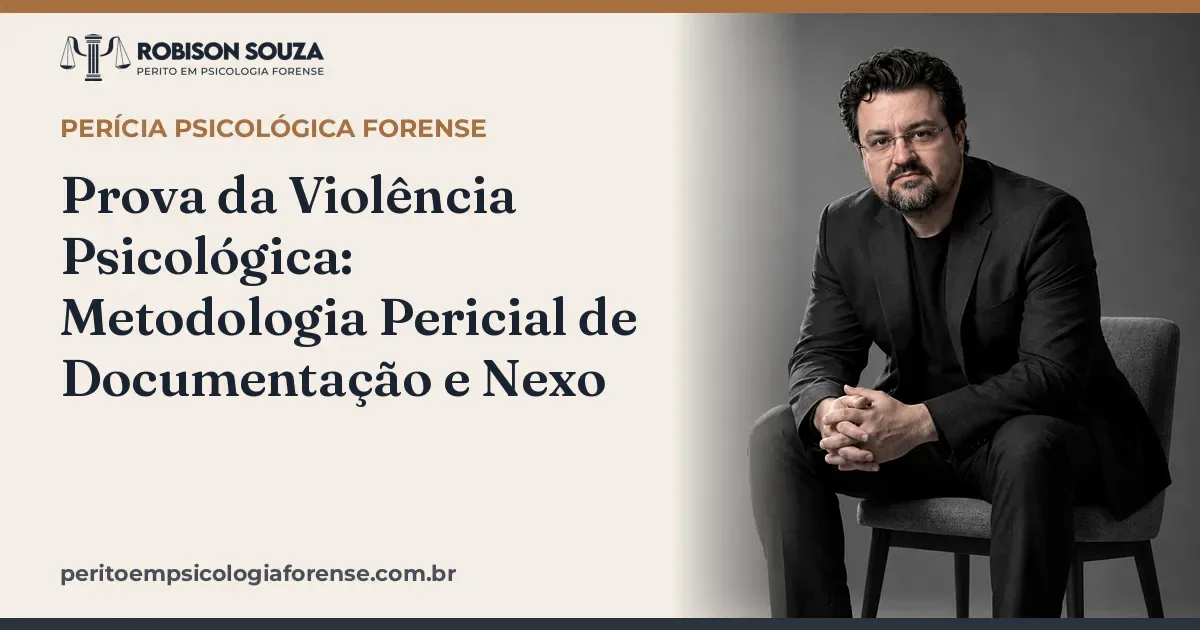 ROBISON SOUZA
PERITO EM PSICOLOGIA FORENSE
PERÍCIA PSICOLÓGICA FORENSE
Prova da Violência
Psicológica:
Metodologia Pericial de
Documentação e Nexo
peritoempsicologiaforense.com.br